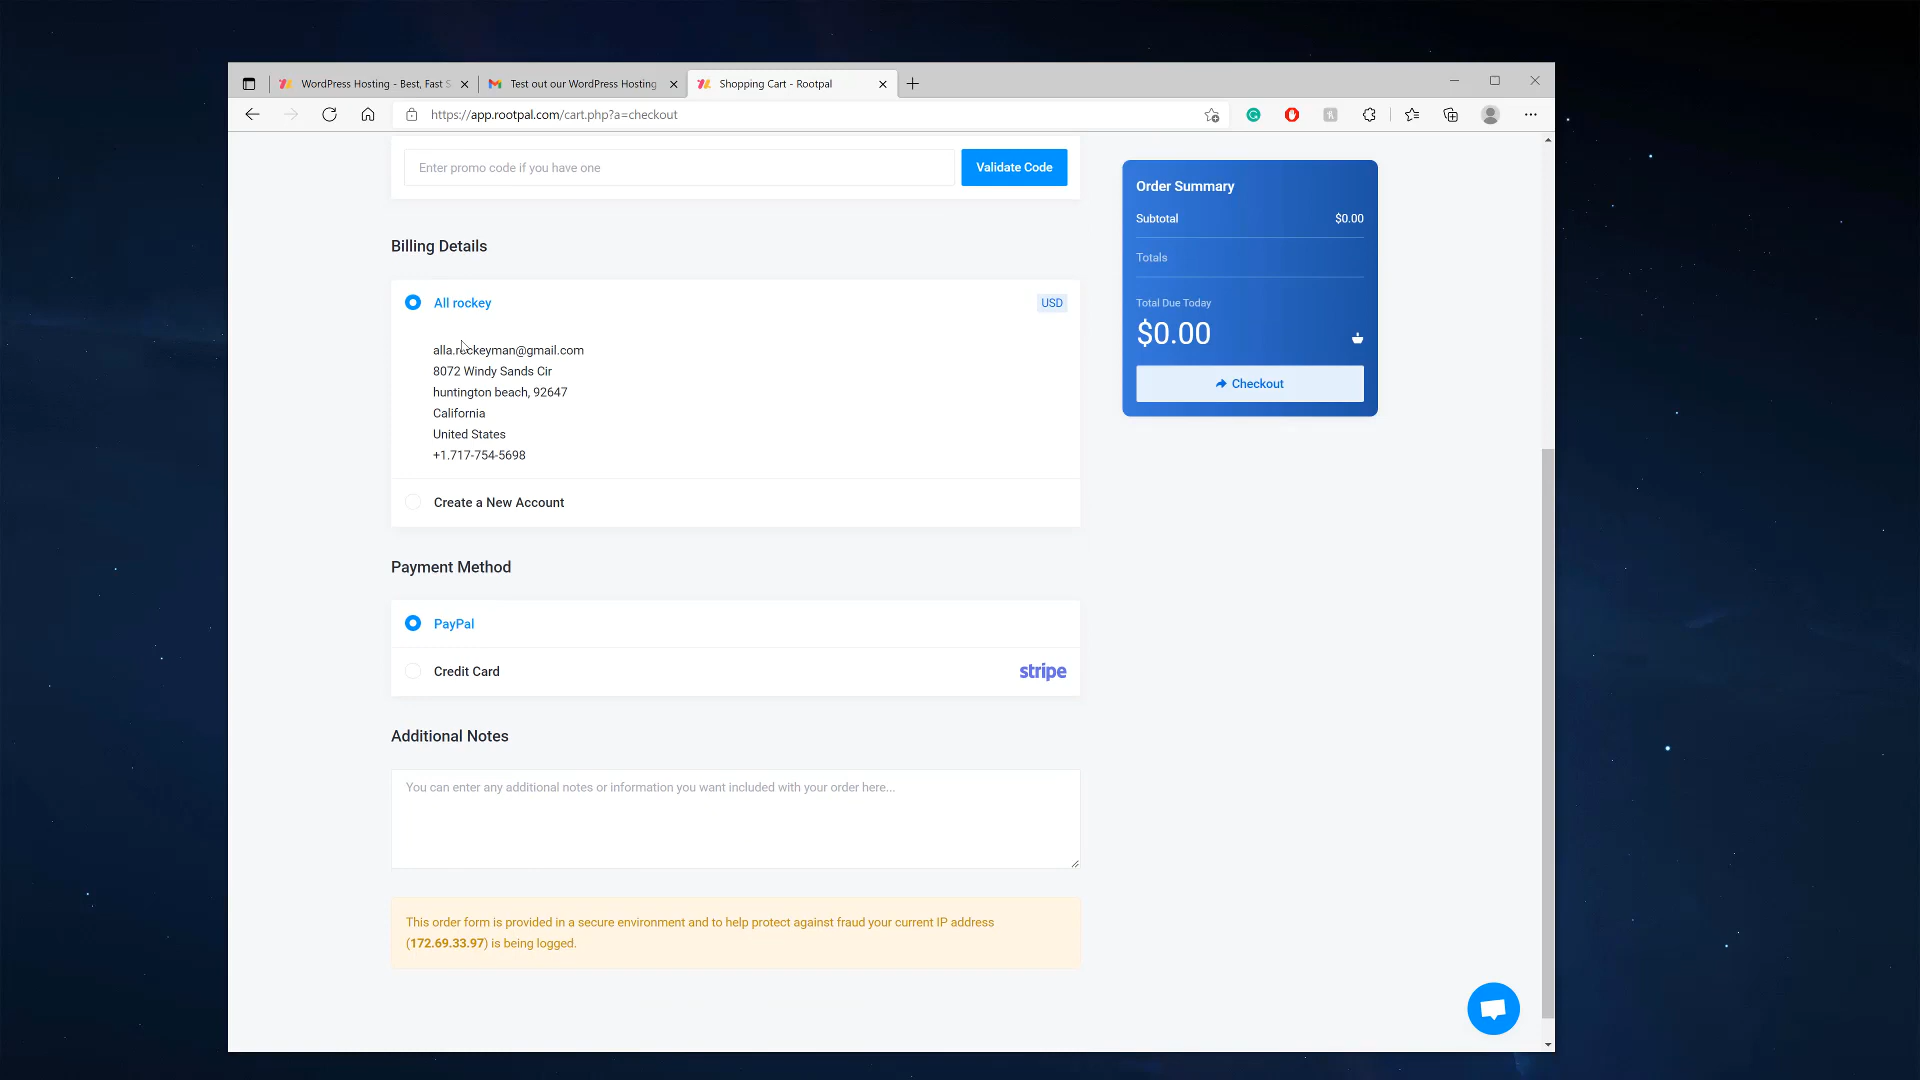 WordPress Hosting - Best, Fast S
Test out our WordPress Hosting
Shopping Cart - Rootpal
https://app.rootpal.com/cart.php?a=checkout
Enter promo code if you have one
Validate Code
Billing Details
All rockey
USD
alla.rockeyman@gmail.com
8072 Windy Sands Cir
huntington beach, 92647
California
United States
+1.717-754-5698
Create a New Account
Payment Method
PayPal
Credit Card
stripe
Additional Notes
You can enter any additional notes or information you want included with your order here...
This order form is provided in a secure environment and to help protect against fraud your current IP address
(172.69.33.97) is being logged.
Order Summary
Subtotal $0.00
Totals
Total Due Today
$0.00
Checkout